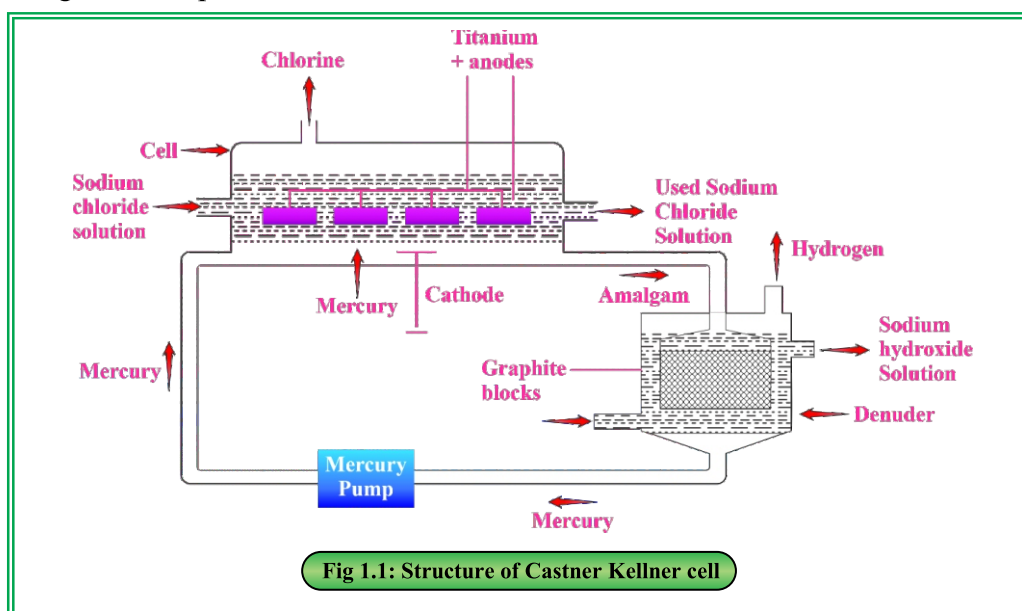 Titanium
+ anodes
Chlorine
Cell
Sodium
chloride
solution
Used Sodium
Chloride
Solution
Hydrogen
Mercury
Cathode
Amalgam
Sodium
hydroxide
Solution
Mercury
Graphite
blocks
Denuder
Mercury
Pump
Mercury
Fig 1.1: Structure of Castner Kellner cell